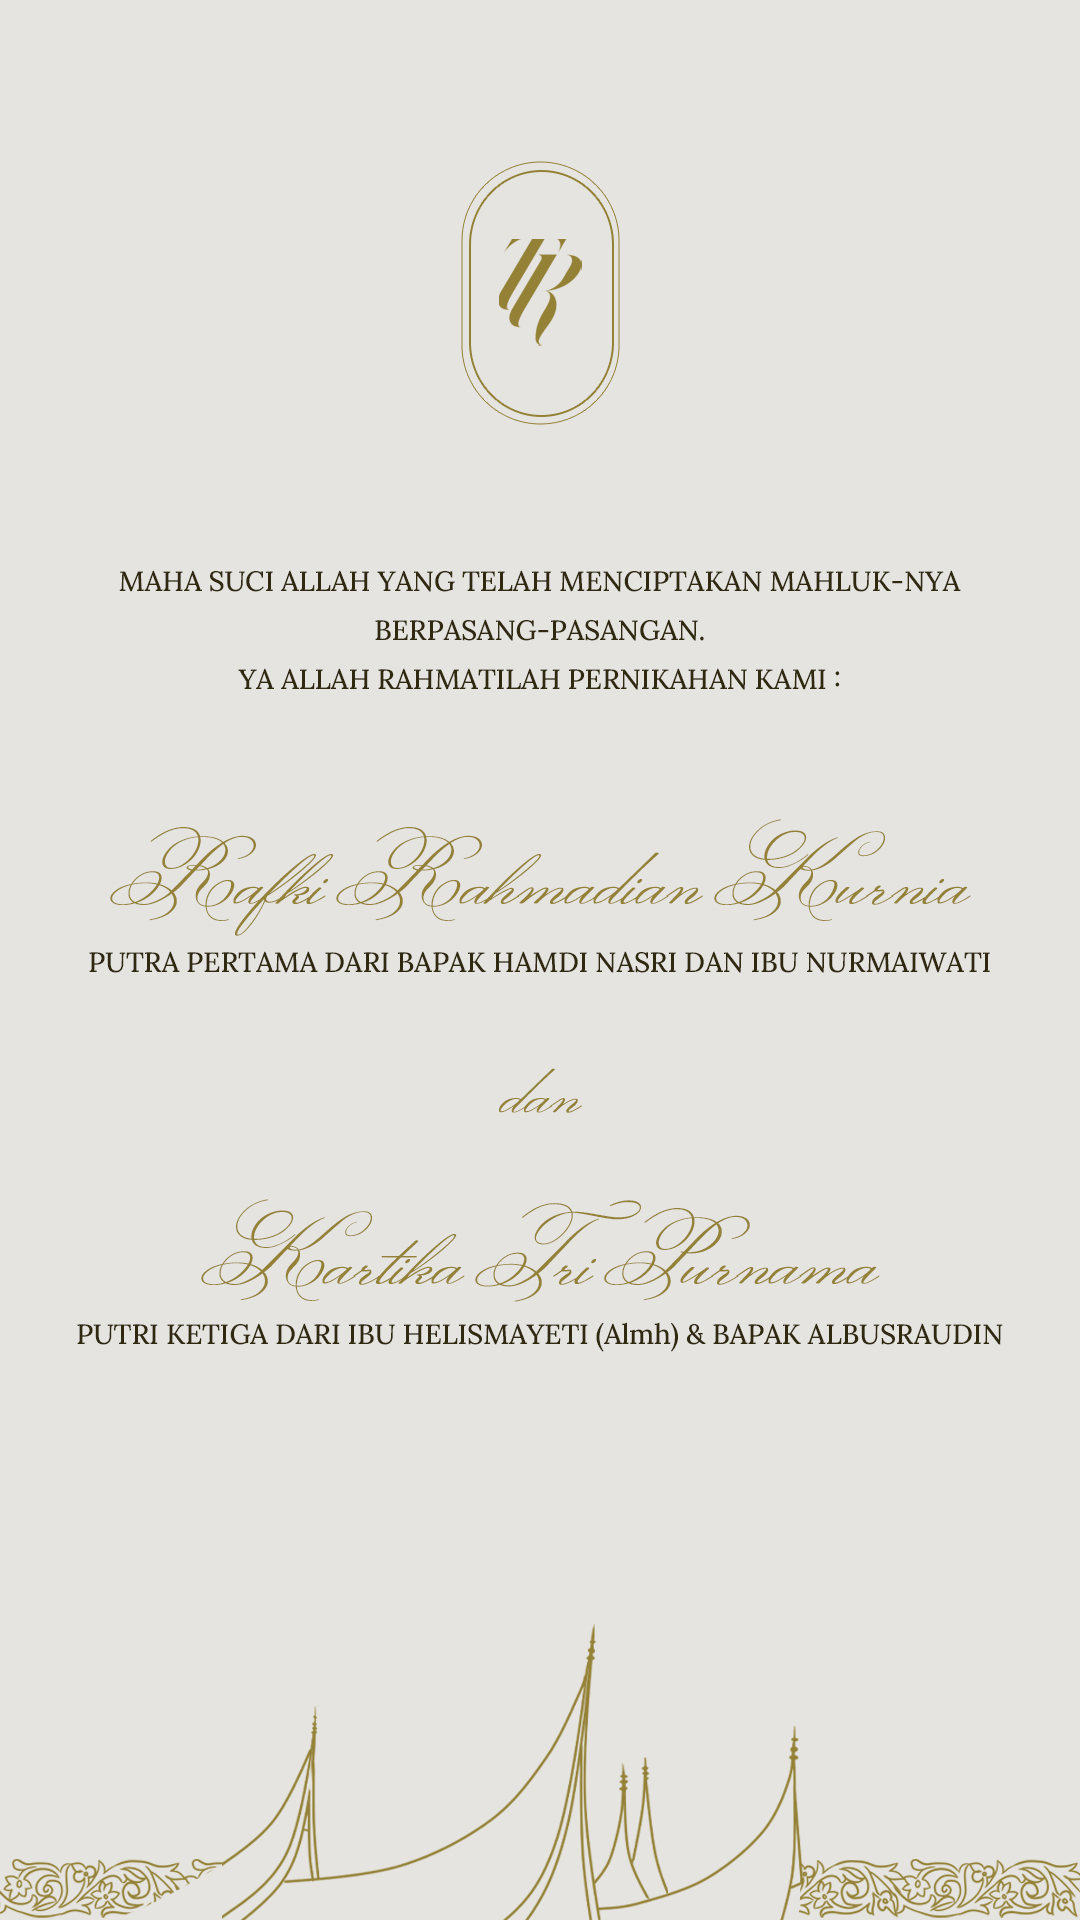 TR
MAHA SUCI ALLAH YANG TELAH MENCIPTAKAN MAHLUK-NYA
BERPASANG-PASANGAN.
YA ALLAH RAHMATILAH PERNIKAHAN KAMI :
Rafki Rahmadian Kurnia
PUTRA PERTAMA DARI BAPAK HAMDI NASRI DAN IBU NURMAIWATI
dan
Kartika Tri Purnama
PUTRI KETIGA DARI IBU HELISMAYETI (Almh) & BAPAK ALBUSRAUDIN